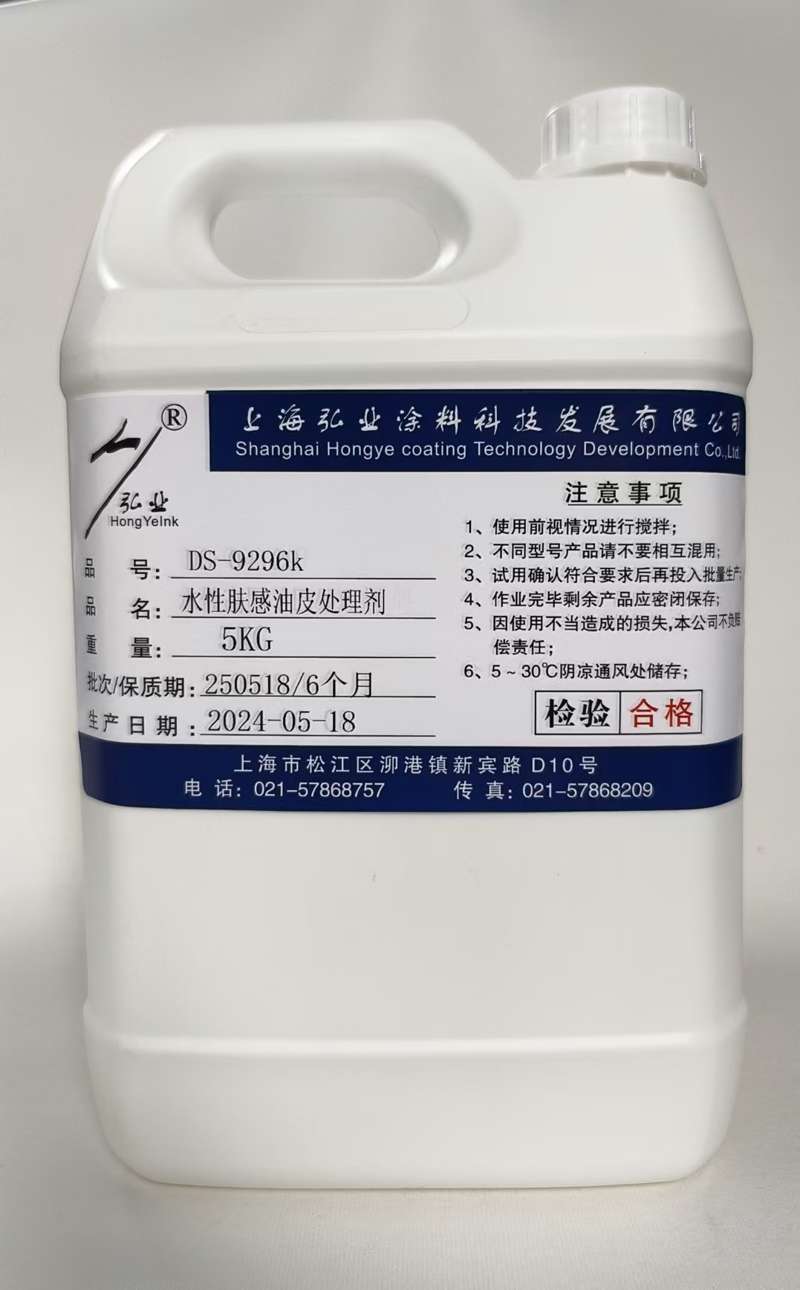 上海弘业涂料科技发展有限公司
Shanghai Hongye coating Technology Development Co.,Ltd.
®
弘业
HongYeInk
品 号: DS-9296k
品 名: 水性肤感油皮处理剂
重 量: 5KG
批次/保质期: 250518/6个月
生产日期: 2024-05-18
注意事项
1、使用前视情况进行搅拌;
2、不同型号产品请不要相互混用;
3、试用确认符合要求后再投入批量生产;
4、作业完毕剩余产品应密闭保存;
5、因使用不当造成的损失,本公司不负赔
偿责任;
6、5~30℃阴凉通风处储存;
检验 合格
上海市松江区泖港镇新宾路D10号
电 话: 021-57868757 传 真: 021-57868209